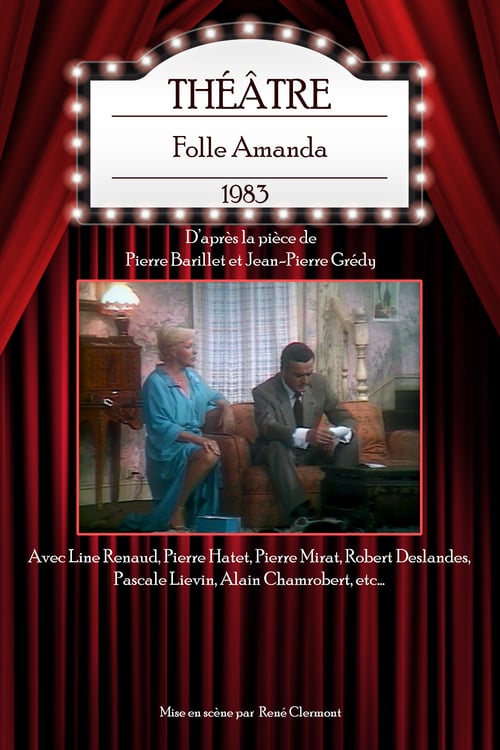 THÉÂTRE
Folle Amanda
1983
D'après la pièce de
Pierre Barillet et Jean-Pierre Grédy
Avec Line Renaud, Pierre Hatet, Pierre Mirat, Robert Deslandes,
Pascale Lievin, Alain Chamrobert, etc...
Mise en scène par René Clermont